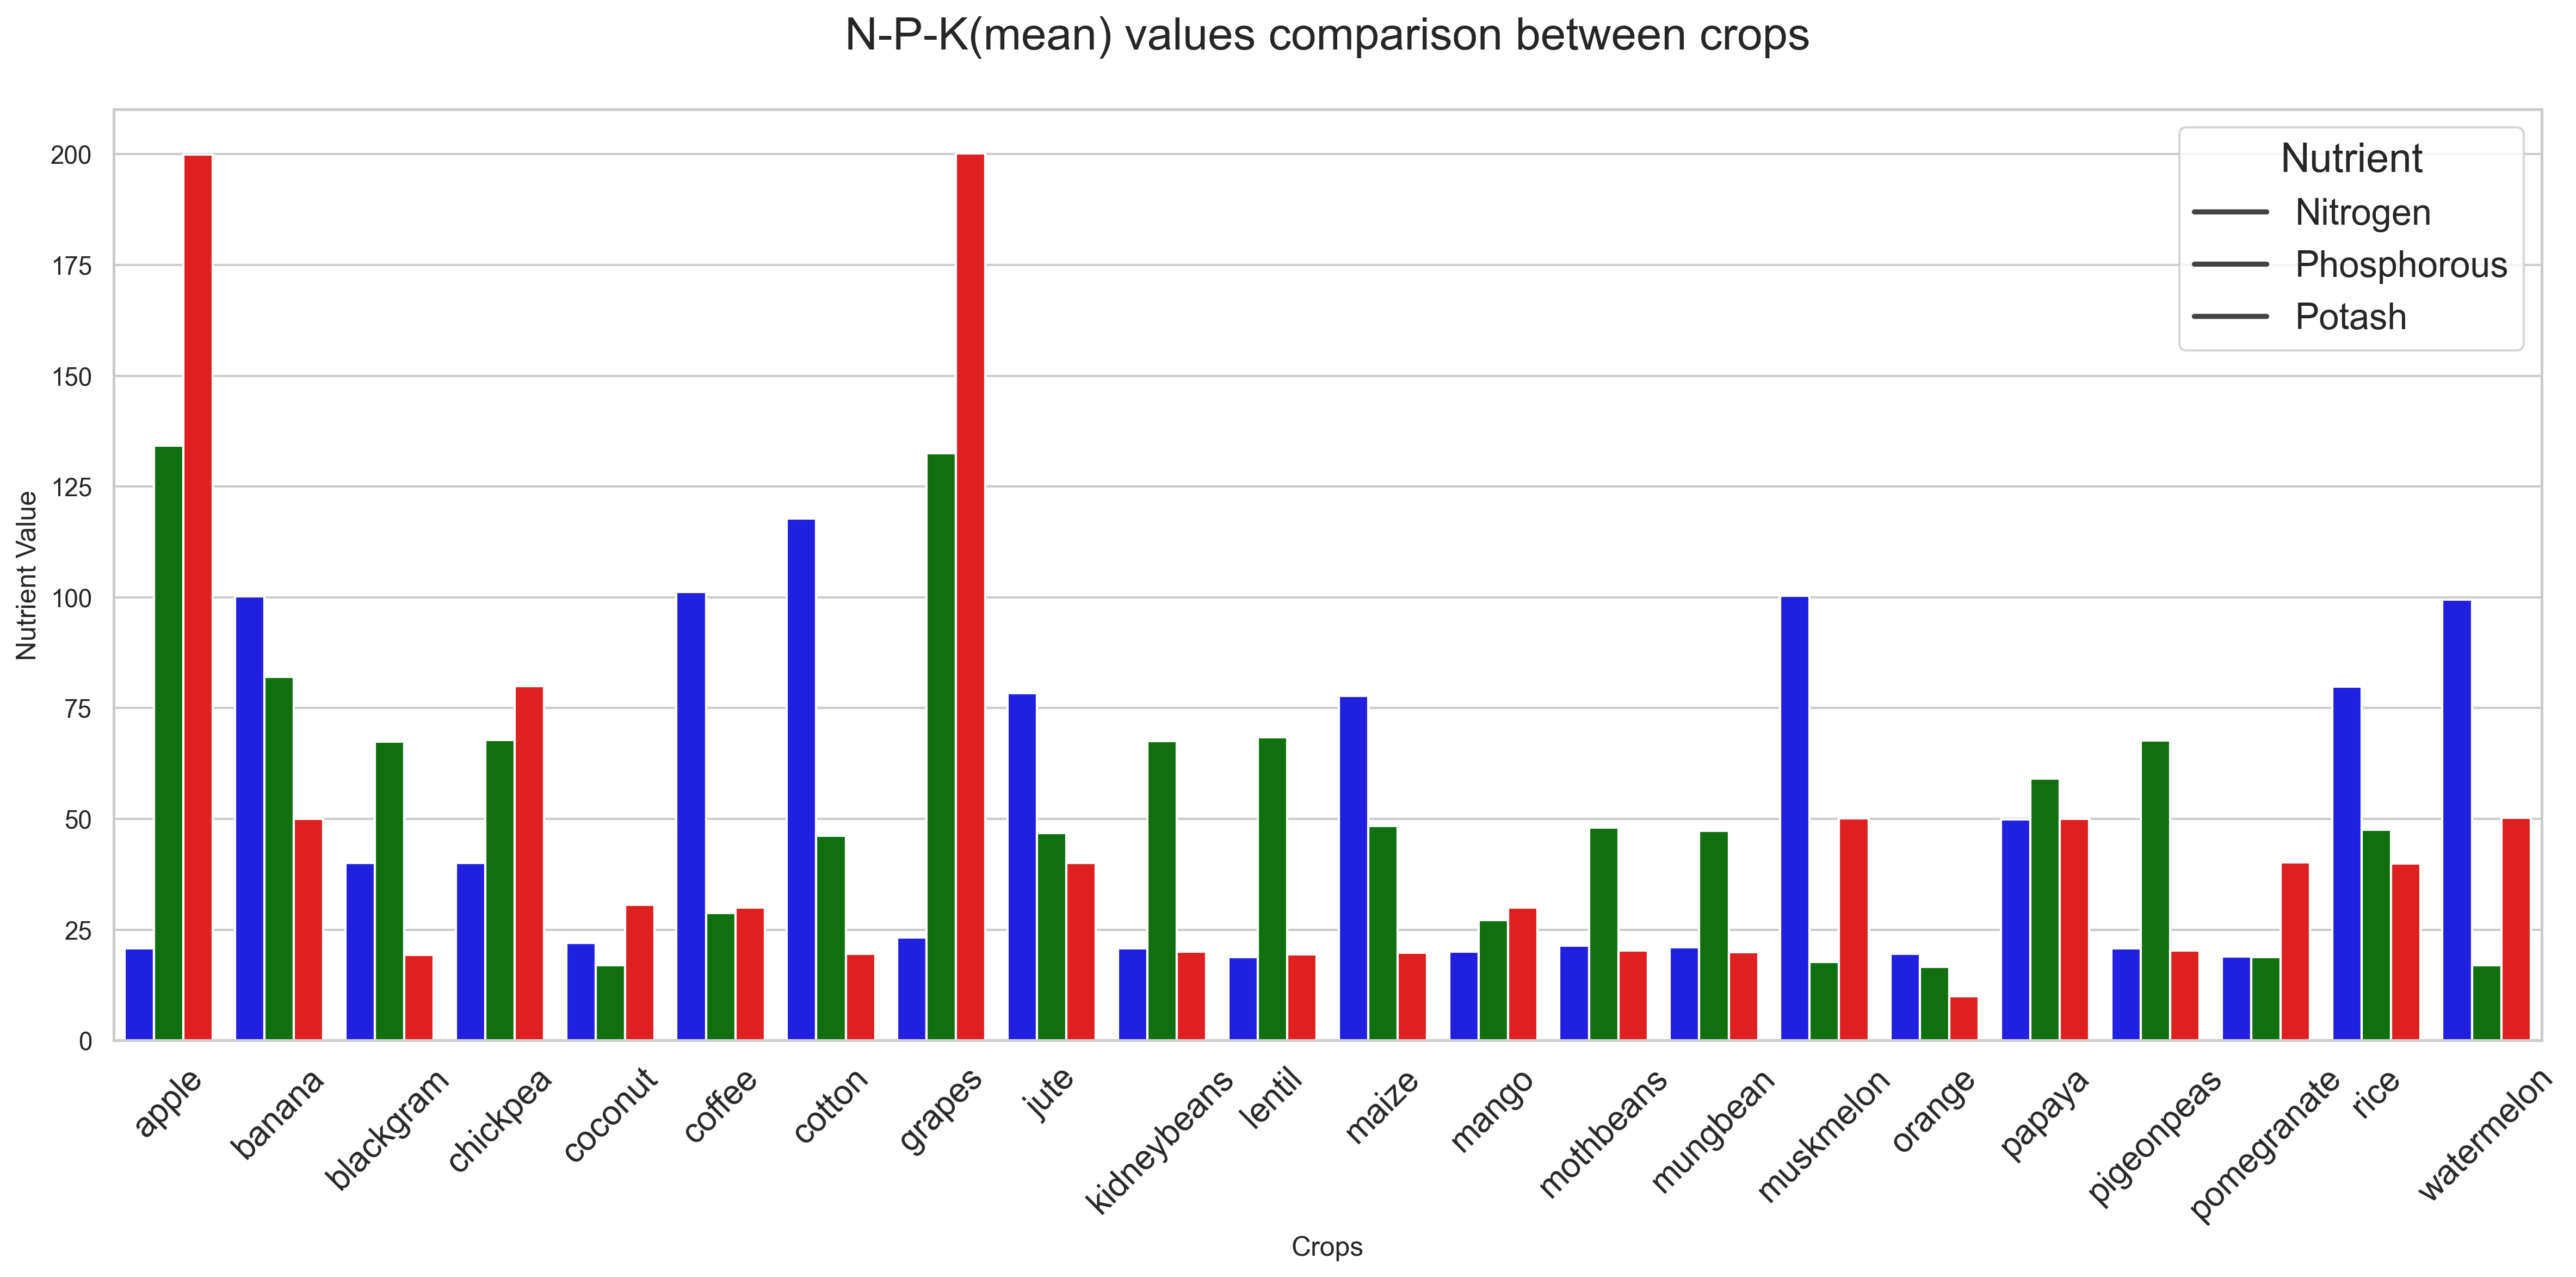 N-P-K(mean) values comparison between crops
Nutrient Value
200
175
150
125
100
75
50
25
0
Nutrient
Nitrogen
Phosphorous
Potash
apple
banana
blackgram
chickpea
coconut
coffee
cotton
grapes
jute
kidneybeans
lentil
maize
mango
mothbeans
mungbean
muskmelon
orange
papaya
pigeonpeas
pomegranate
rice
watermelon
Crops